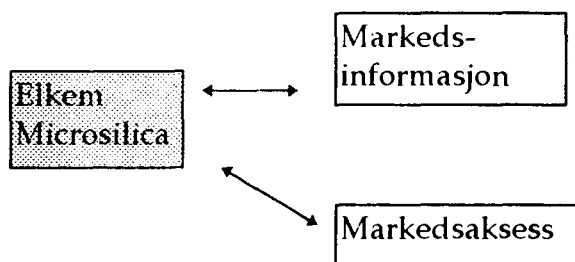 Elkem
Microsilica
Markeds-
informasjon
Markedsaksess